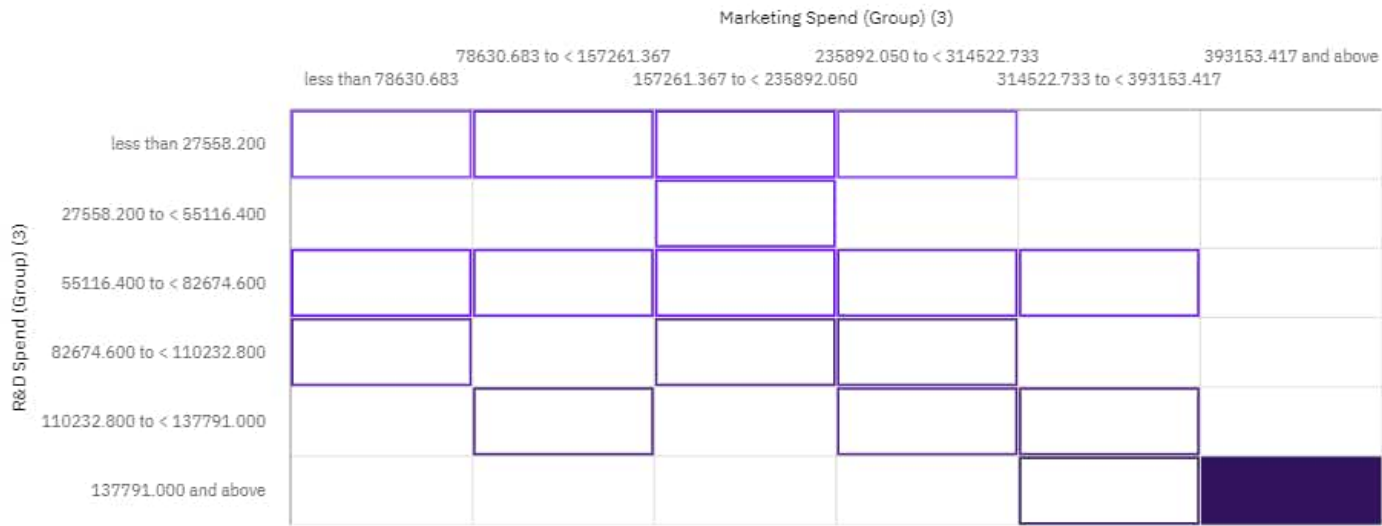 Marketing Spend (Group) (3)
78630.683 to < 157261.367
235892.050 to < 314522.733
393153.417 and above
less than 78630.683
157261.367 to < 235892.050
314522.733 to < 393153.417
R&D Spend (Group) (3)
less than 27558.200
27558.200 to < 55116.400
55116.400 to < 82674.600
82674.600 to < 110232.800
110232.800 to < 137791.000
137791.000 and above